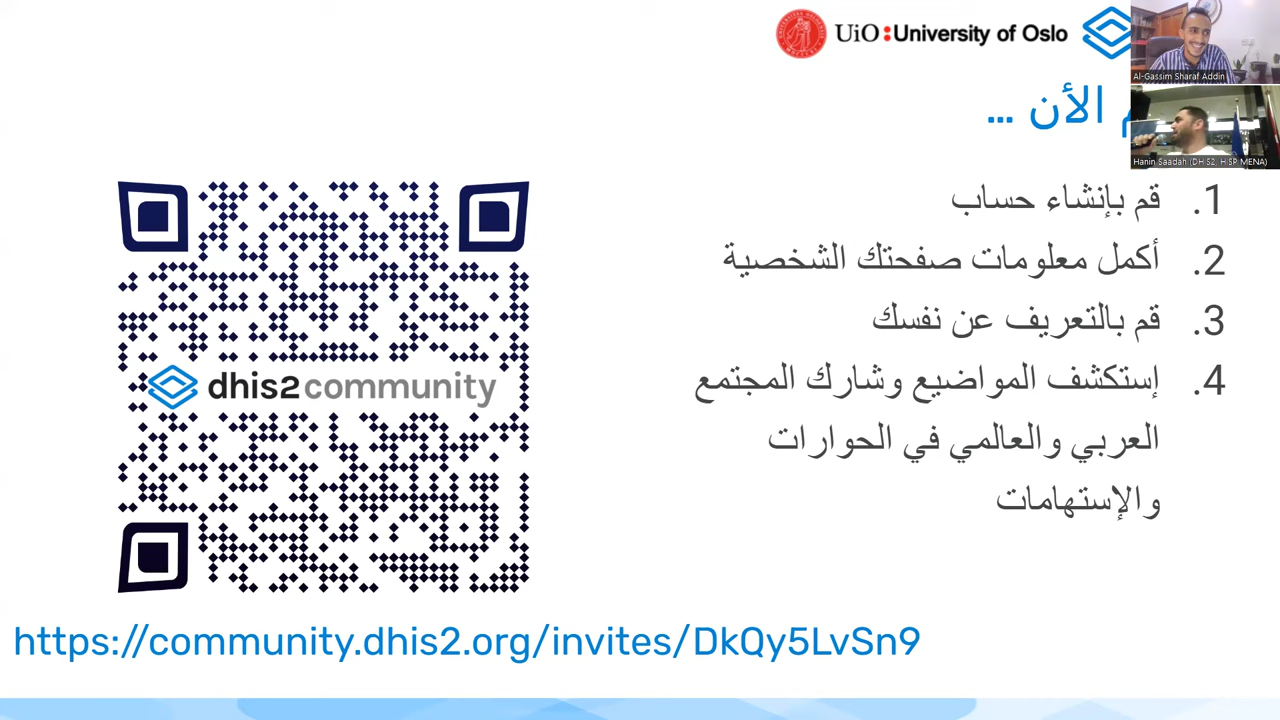 UiO : University of Oslo
Al-Gassim Sharaf Addin
الأن ...
Hanin Saadah (DHIS2, HISP MENA)
1. قم بإنشاء حساب
2. أكمل معلومات صفحتك الشخصية
3. قم بالتعريف عن نفسك
4. إستكشف المواضيع وشارك المجتمع
العربي والعالمي في الحوارات
والإستهامات
dhis2 community
https://community.dhis2.org/invites/DkQy5LvSn9